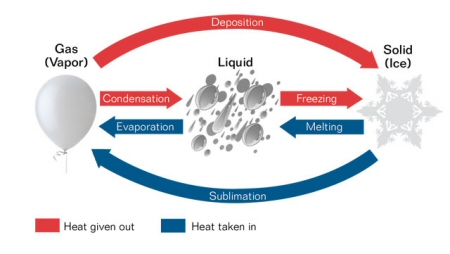 Deposition
Gas
(Vapor)
Liquid
Solid
(Ice)
Condensation
Freezing
Evaporation
Melting
Sublimation
Heat given out
Heat taken in